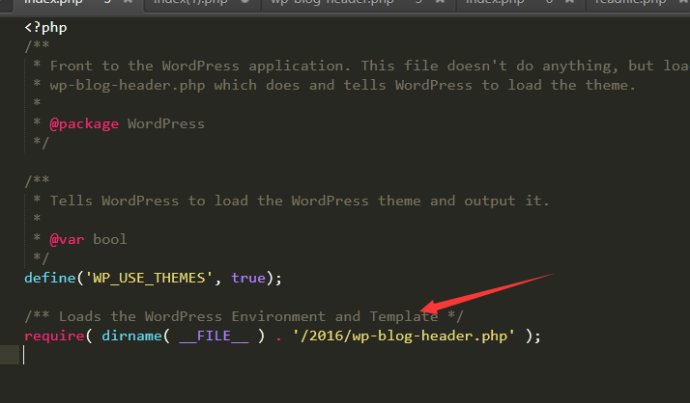 index.php
index(1).php
wp-blog-header.php
index.php
readfile.php
<?php
/**
 * Front to the WordPress application. This file doesn't do anything, but loa
 * wp-blog-header.php which does and tells WordPress to load the theme.
 *
 * @package WordPress
 */
/**
 * Tells WordPress to load the WordPress theme and output it.
 *
 * @var bool
 */
define('WP_USE_THEMES', true);
/** Loads the WordPress Environment and Template */
require( dirname( __FILE__ ) . '/2016/wp-blog-header.php' );